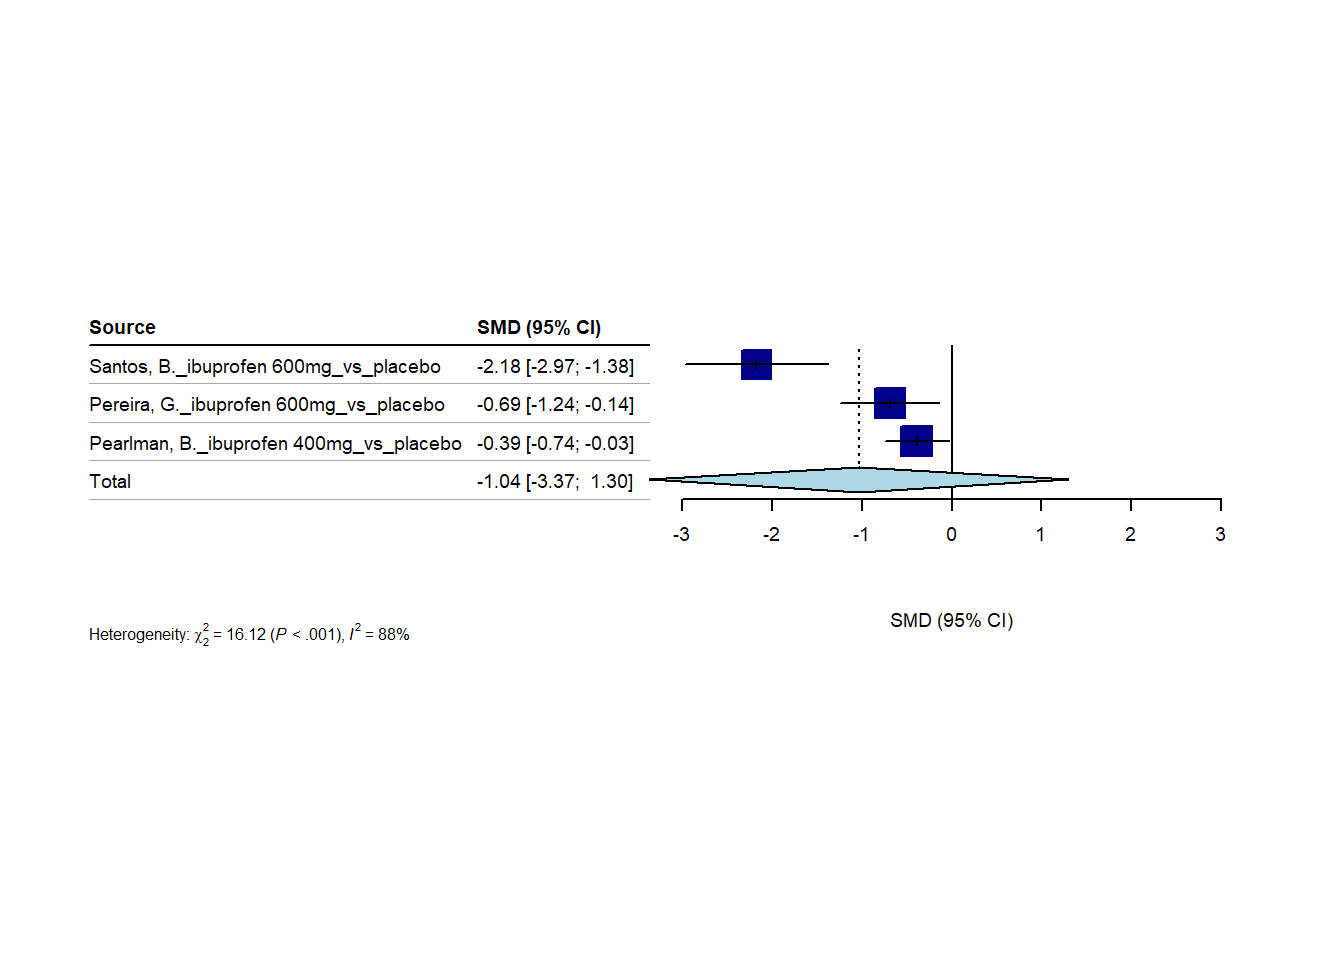 Source SMD (95% CI)
Santos, B._ibuprofen 600mg_vs_placebo -2.18 [-2.97; -1.38]
Pereira, G._ibuprofen 600mg_vs_placebo -0.69 [-1.24; -0.14]
Pearlman, B._ibuprofen 400mg_vs_placebo -0.39 [-0.74; -0.03]
Total -1.04 [-3.37; 1.30]
-3 -2 -1 0 1 2 3
SMD (95% CI)
Heterogeneity: χ²₂ = 16.12 (P < .001), I² = 88%